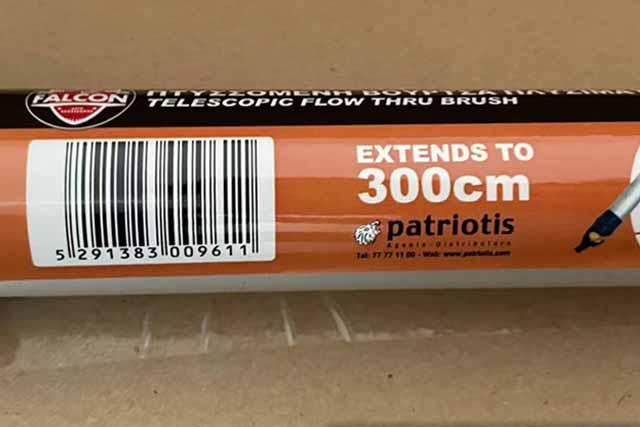 FALCON
ΠΤΥΣΣΟΜΕΝΗ ΒΟΥΡΤΣΑ ΠΛΥΣΙΜΑ
TELESCOPIC FLOW THRU BRUSH
EXTENDS TO
300cm
patriotis
Agents - Distributors
Tel: 77 77 11 00 - Web: www.patriotis.com
5 291383 009611